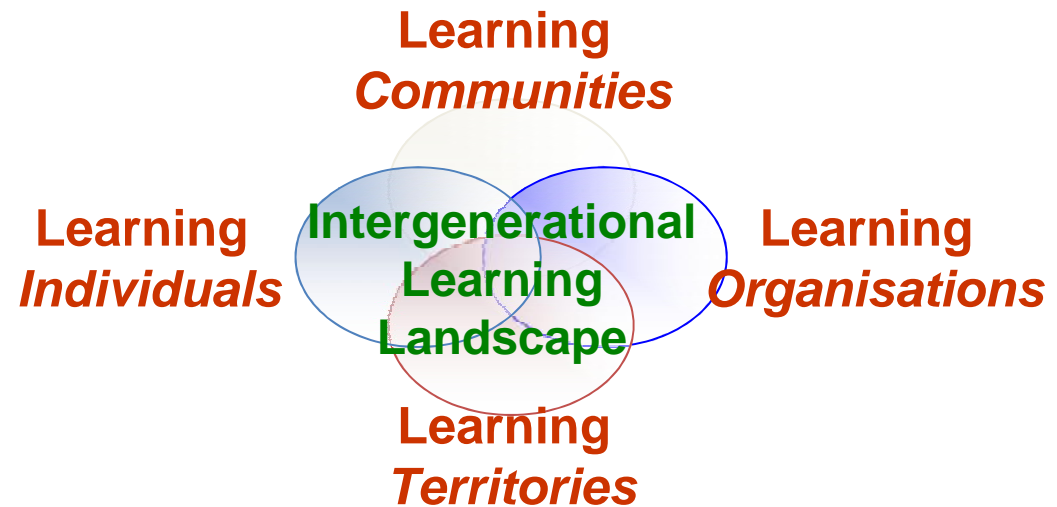 Learning
Communities
Learning
Individuals
Intergenerational
Learning
Landscape
Learning
Organisations
Learning
Territories